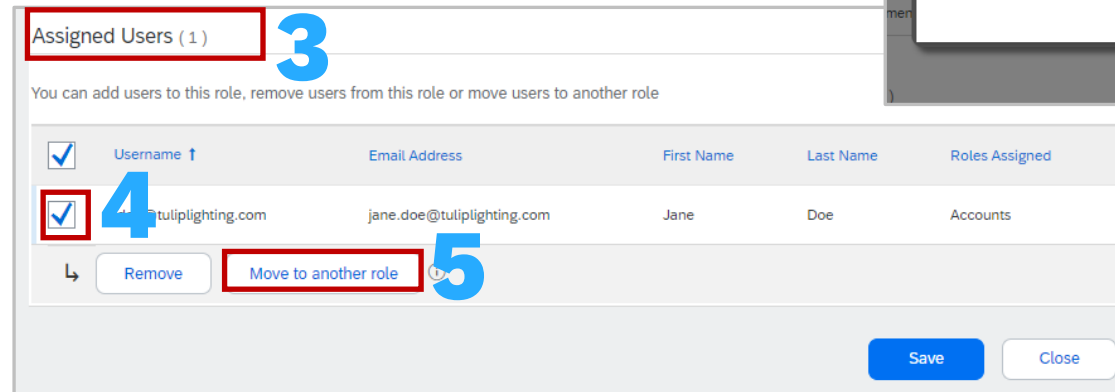 men
Assigned Users (1)
3
You can add users to this role, remove users from this role or move users to another role
)
Username ↑ Email Address First Name Last Name Roles Assigned
4
@tuliplighting.com jane.doe@tuliplighting.com Jane Doe Accounts
Remove Move to another role
5
Save Close